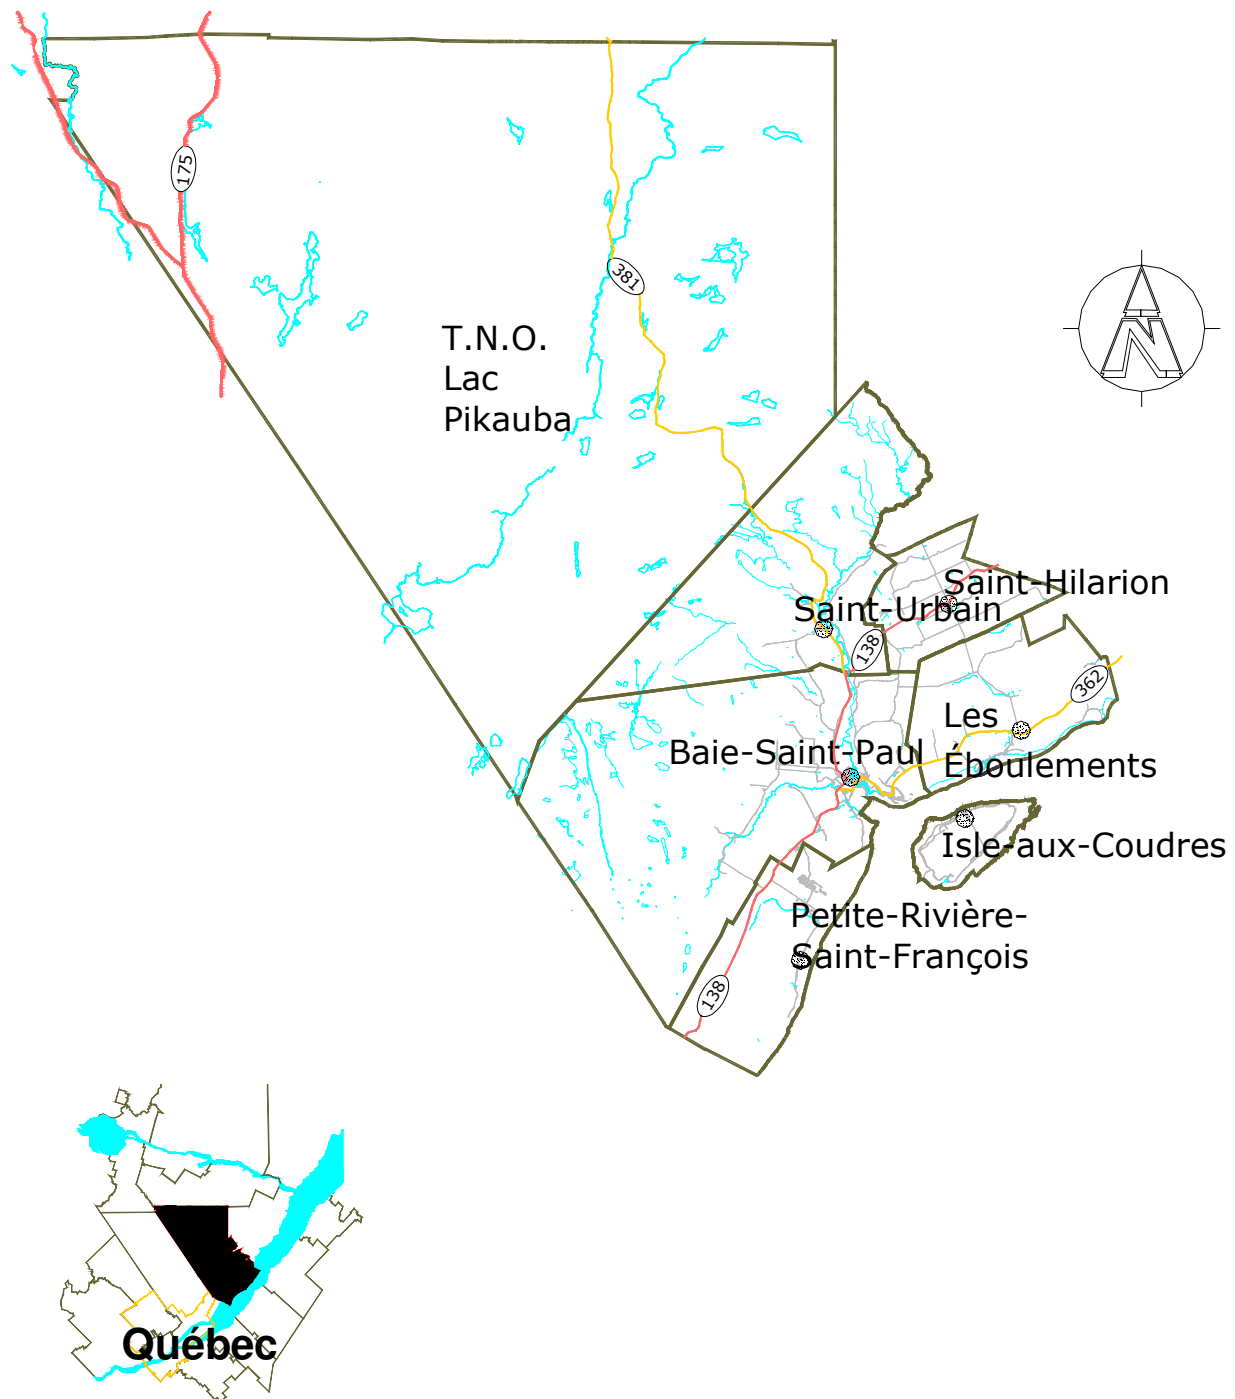 175
381
T.N.O.
Lac
Pikauba
N
Saint-Hilarion
Saint-Urbain
138
362
Les
Éboulements
Baie-Saint-Paul
Isle-aux-Coudres
Petite-Rivière-
Saint-François
138
Québec